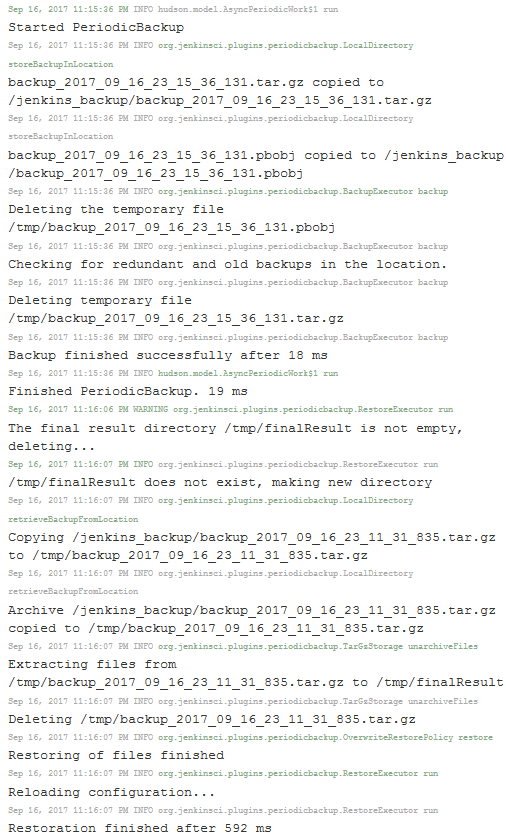 Sep 16, 2017 11:15:36 PM INFO hudson.model.AsyncPeriodicWork$1 run
Started PeriodicBackup
Sep 16, 2017 11:15:36 PM INFO org.jenkinsci.plugins.periodicbackup.LocalDirectory
storeBackupInLocation
backup_2017_09_16_23_15_36_131.tar.gz copied to
/jenkins_backup/backup_2017_09_16_23_15_36_131.tar.gz
Sep 16, 2017 11:15:36 PM INFO org.jenkinsci.plugins.periodicbackup.LocalDirectory
storeBackupInLocation
backup_2017_09_16_23_15_36_131.pbobj copied to /jenkins_backup
/backup_2017_09_16_23_15_36_131.pbobj
Sep 16, 2017 11:15:36 PM INFO org.jenkinsci.plugins.periodicbackup.BackupExecutor backup
Deleting the temporary file
/tmp/backup_2017_09_16_23_15_36_131.pbobj
Sep 16, 2017 11:15:36 PM INFO org.jenkinsci.plugins.periodicbackup.BackupExecutor backup
Checking for redundant and old backups in the location.
Sep 16, 2017 11:15:36 PM INFO org.jenkinsci.plugins.periodicbackup.BackupExecutor backup
Deleting temporary file
/tmp/backup_2017_09_16_23_15_36_131.tar.gz
Sep 16, 2017 11:15:36 PM INFO org.jenkinsci.plugins.periodicbackup.BackupExecutor backup
Backup finished successfully after 18 ms
Sep 16, 2017 11:15:36 PM INFO hudson.model.AsyncPeriodicWork$1 run
Finished PeriodicBackup. 19 ms
Sep 16, 2017 11:16:06 PM WARNING org.jenkinsci.plugins.periodicbackup.RestoreExecutor run
The final result directory /tmp/finalResult is not empty,
deleting...
Sep 16, 2017 11:16:07 PM INFO org.jenkinsci.plugins.periodicbackup.RestoreExecutor run
/tmp/finalResult does not exist, making new directory
Sep 16, 2017 11:16:07 PM INFO org.jenkinsci.plugins.periodicbackup.LocalDirectory
retrieveBackupFromLocation
Copying /jenkins_backup/backup_2017_09_16_23_11_31_835.tar.gz
to /tmp/backup_2017_09_16_23_11_31_835.tar.gz
Sep 16, 2017 11:16:07 PM INFO org.jenkinsci.plugins.periodicbackup.LocalDirectory
retrieveBackupFromLocation
Archive /jenkins_backup/backup_2017_09_16_23_11_31_835.tar.gz
copied to /tmp/backup_2017_09_16_23_11_31_835.tar.gz
Sep 16, 2017 11:16:07 PM INFO org.jenkinsci.plugins.periodicbackup.TarGzStorage unarchiveFiles
Extracting files from
/tmp/backup_2017_09_16_23_11_31_835.tar.gz to /tmp/finalResult
Sep 16, 2017 11:16:07 PM INFO org.jenkinsci.plugins.periodicbackup.TarGzStorage unarchiveFiles
Deleting /tmp/backup_2017_09_16_23_11_31_835.tar.gz
Sep 16, 2017 11:16:07 PM INFO org.jenkinsci.plugins.periodicbackup.OverwriteRestorePolicy restore
Restoring of files finished
Sep 16, 2017 11:16:07 PM INFO org.jenkinsci.plugins.periodicbackup.RestoreExecutor run
Reloading configuration...
Sep 16, 2017 11:16:07 PM INFO org.jenkinsci.plugins.periodicbackup.RestoreExecutor run
Restoration finished after 592 ms